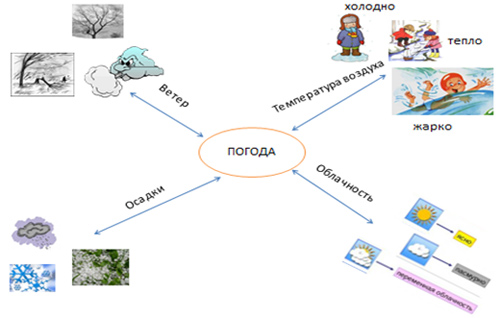 холодно
тепло
жарко
Ветер
Температура воздуха
ПОГОДА
Осадки
Облачность
ясно
пасмурно
переменная облачность